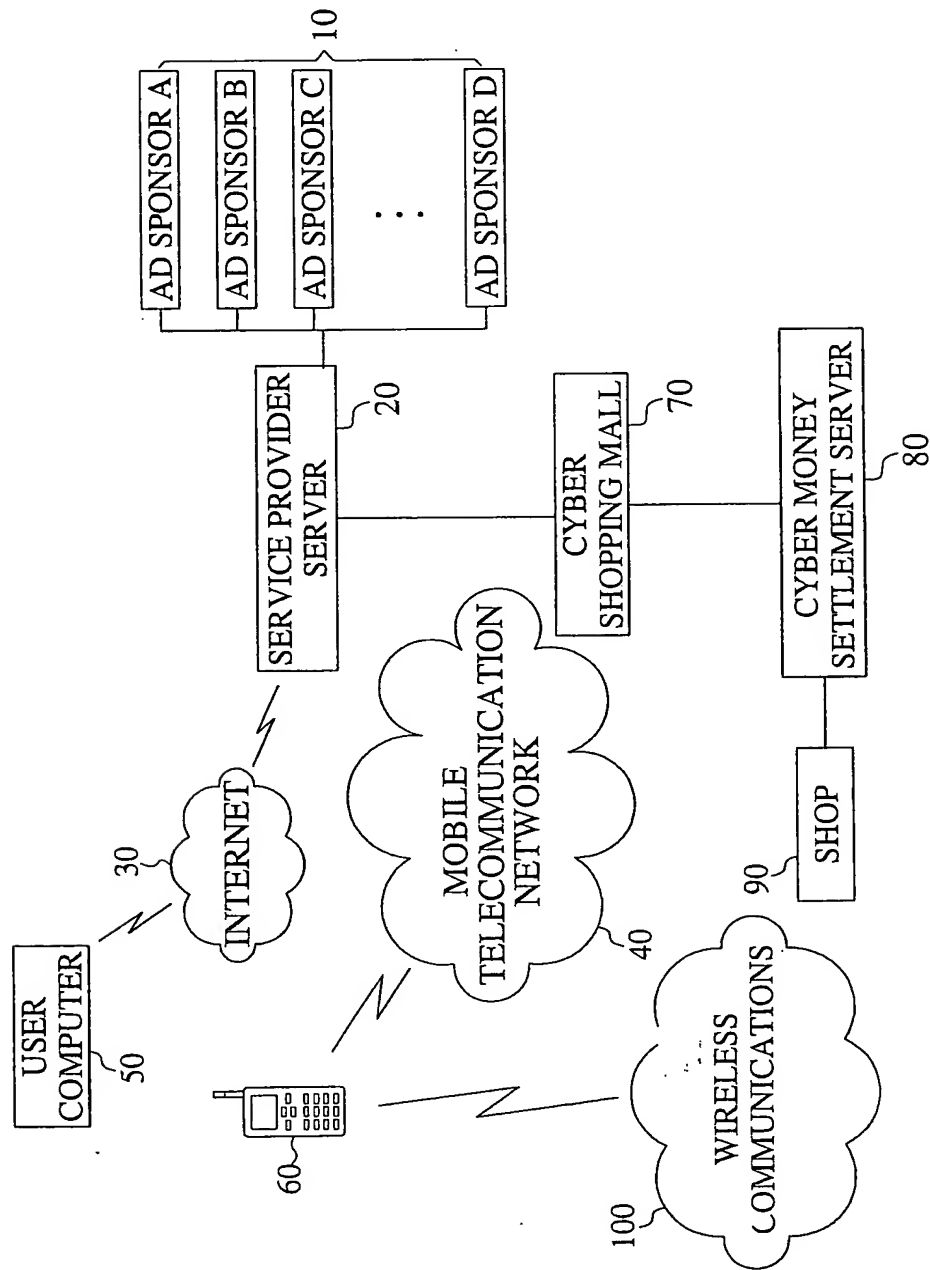 USER
COMPUTER
50
30
INTERNET
SERVICE PROVIDER
SERVER
20
AD SPONSOR A
AD SPONSOR B
AD SPONSOR C
. . .
AD SPONSOR D
10
60
MOBILE
TELECOMMUNICATION
NETWORK
40
CYBER
SHOPPING MALL
70
100
WIRELESS
COMMUNICATIONS
90
SHOP
CYBER MONEY
SETTLEMENT SERVER
80